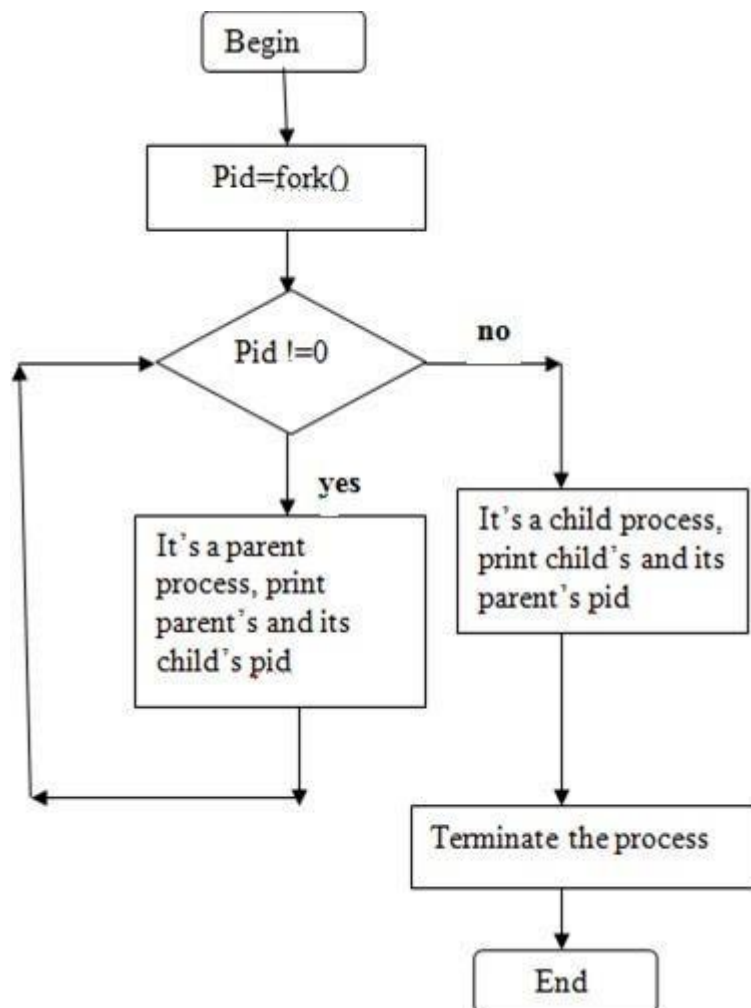 Begin
Pid=fork()
Pid !=0
no
yes
It's a parent
process, print
parent's and its
child's pid
It's a child process,
print child's and its
parent's pid
Terminate the process
End